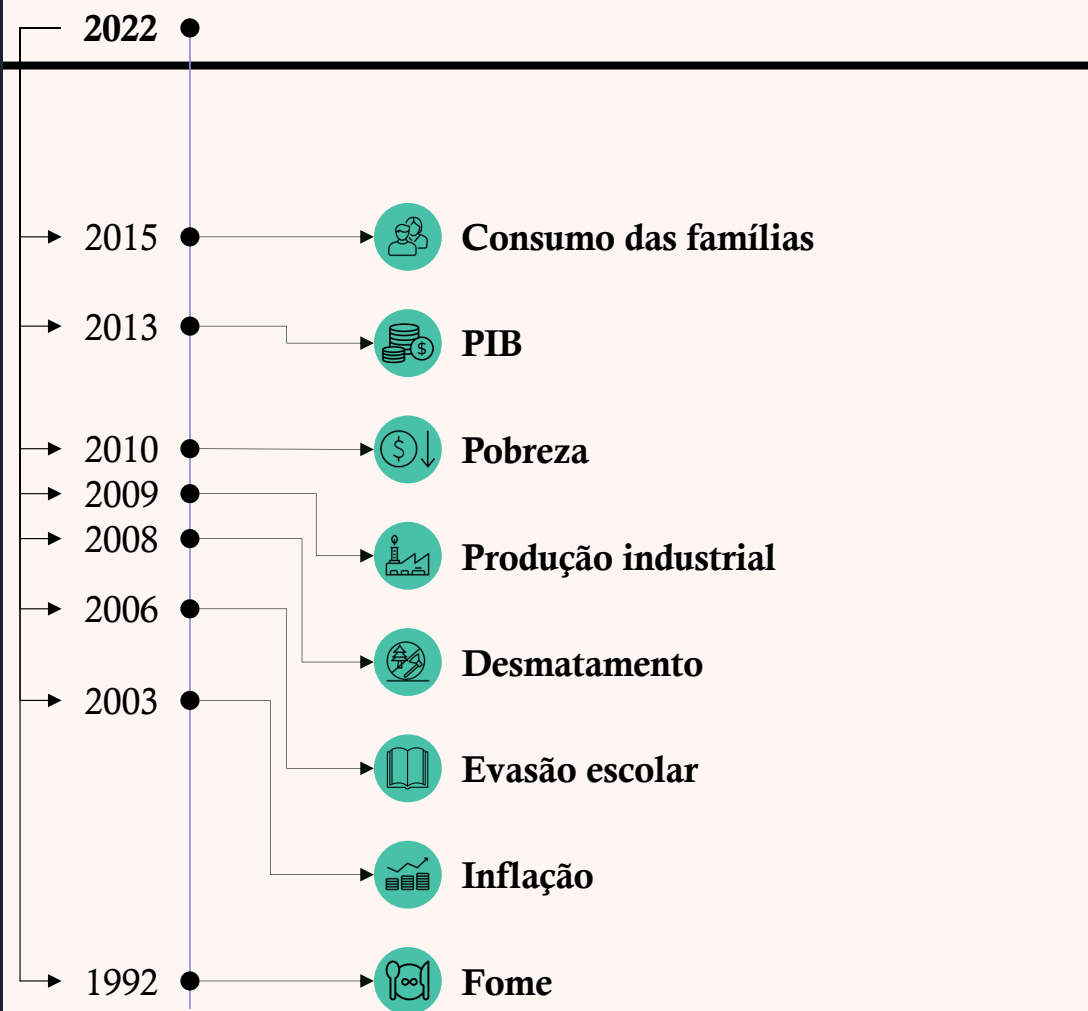 2022
2015
Consumo das famílias
2013
PIB
2010
Pobreza
2009
Produção industrial
2008
Desmatamento
2006
Evasão escolar
2003
Inflação
1992
Fome